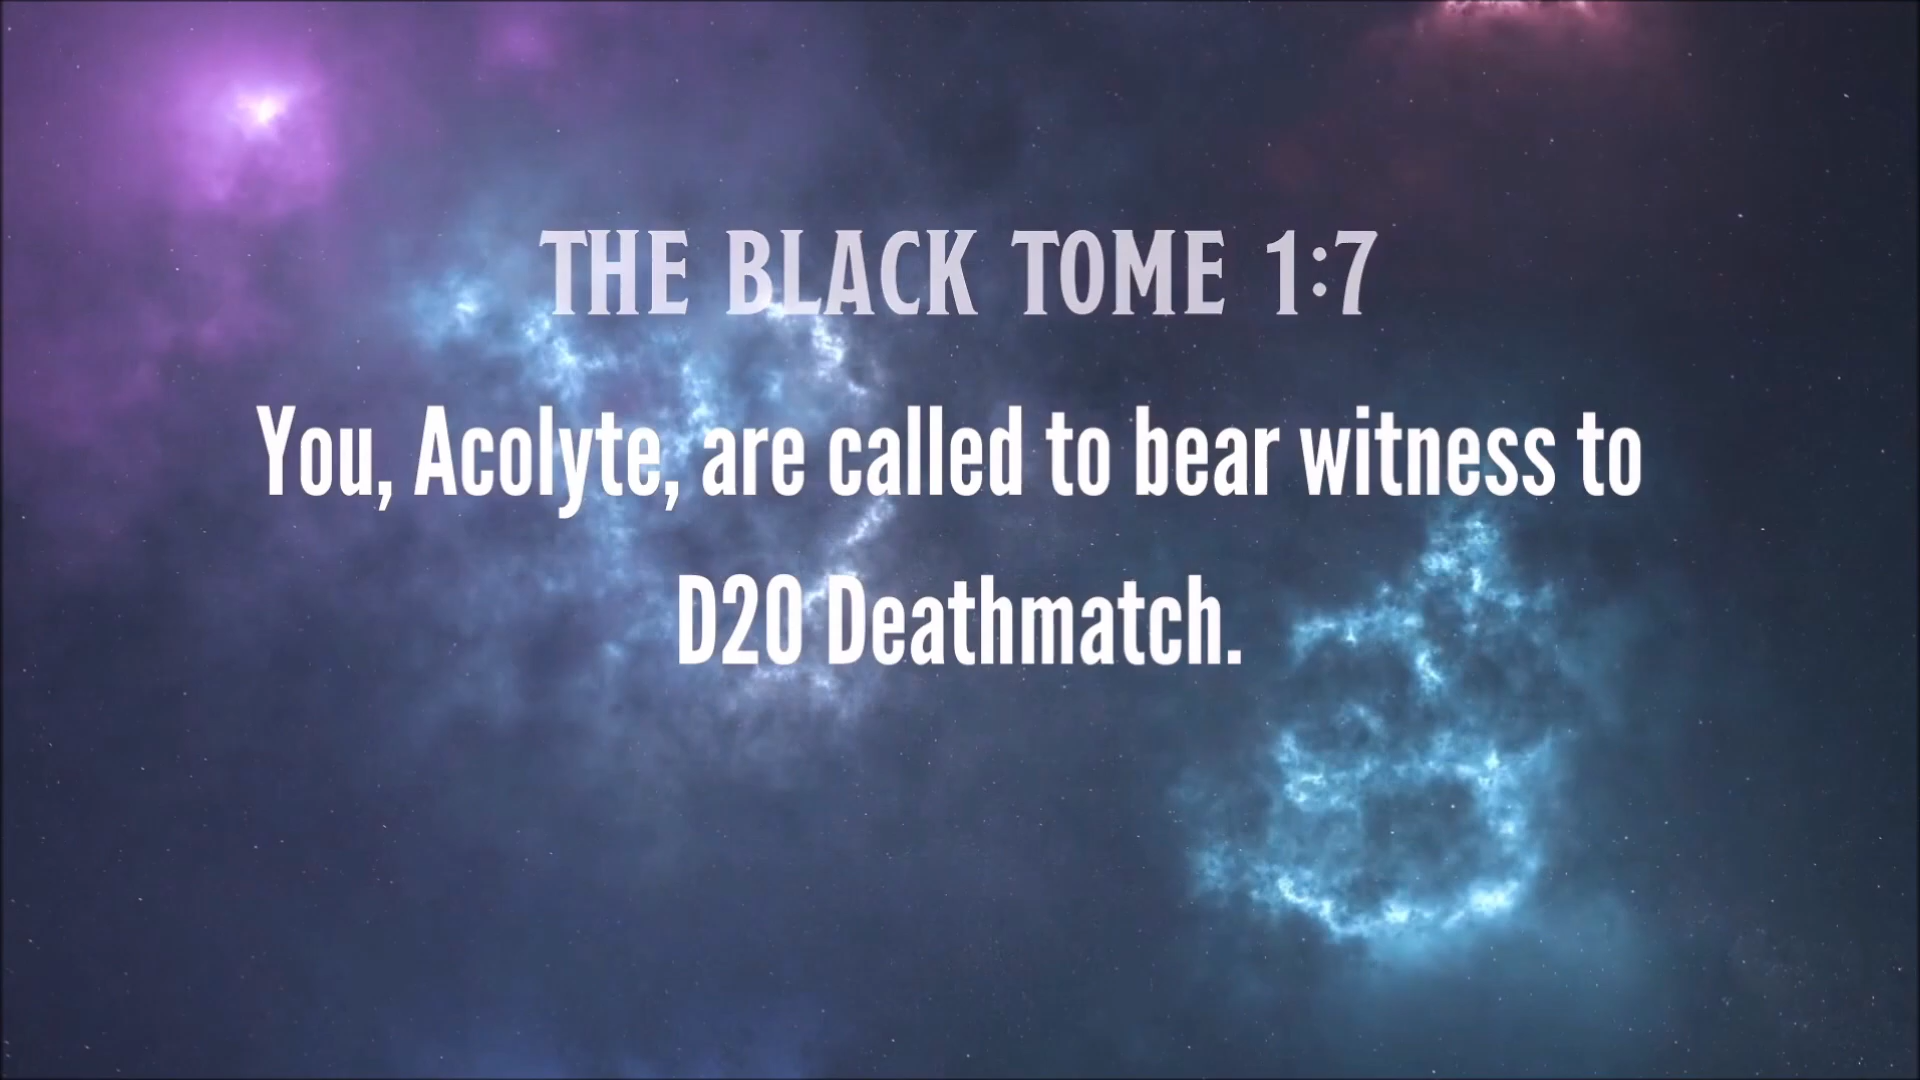 THE BLACK TOME 1:7
You, Acolyte, are called to bear witness to
D20 Deathmatch.